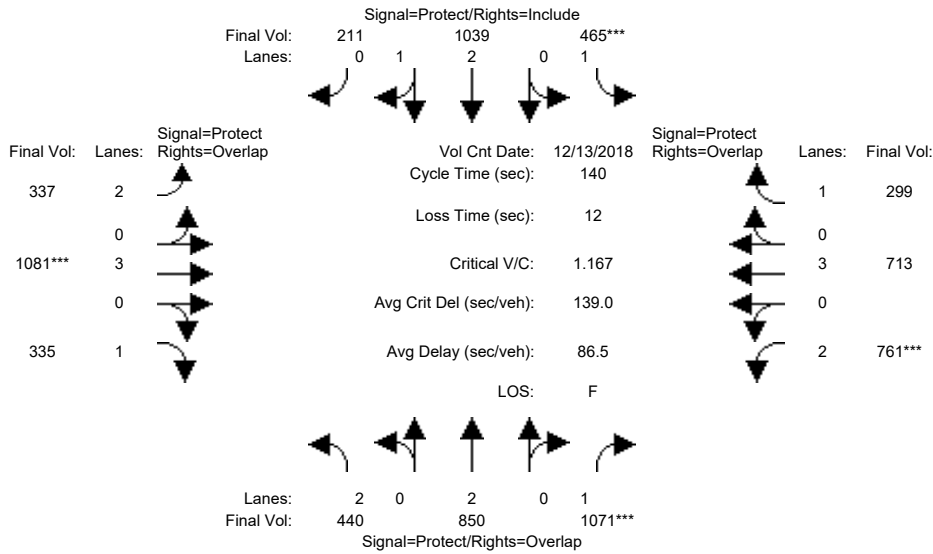 Signal=Protect/Rights=Include
Final Vol: 211 1039 465***
Lanes: 0 1 2 0 1
Signal=Protect Signal=Protect
Final Vol: Lanes: Rights=Overlap Vol Cnt Date: 12/13/2018 Rights=Overlap Lanes: Final Vol:
Cycle Time (sec): 140
337 2 1 299
Loss Time (sec): 12
0 0
1081*** 3 Critical V/C: 1.167 3 713
0 Avg Crit Del (sec/veh): 139.0 0
335 1 Avg Delay (sec/veh): 86.5 2 761***
LOS: F
Lanes: 2 0 2 0 1
Final Vol: 440 850 1071***
Signal=Protect/Rights=Overlap